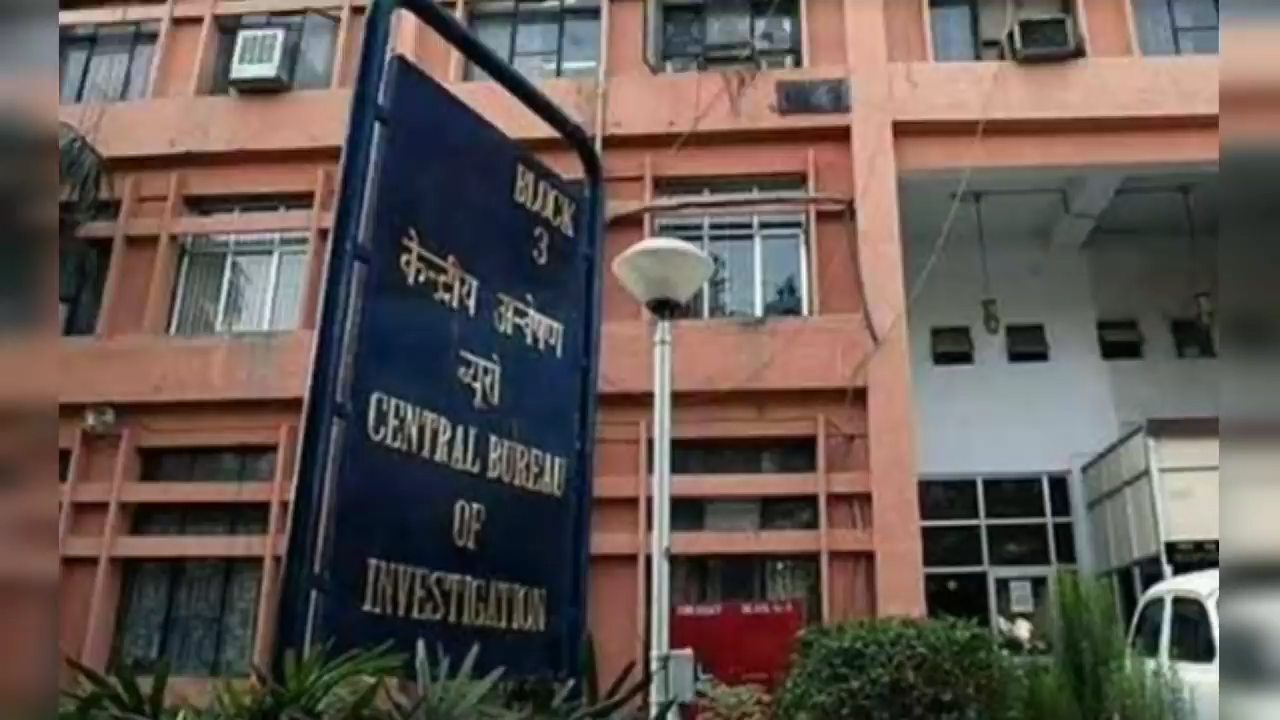 BLOCK
3
केन्द्रीय अन्वेषण
ब्यूरो
CENTRAL BUREAU
OF
INVESTIGATION